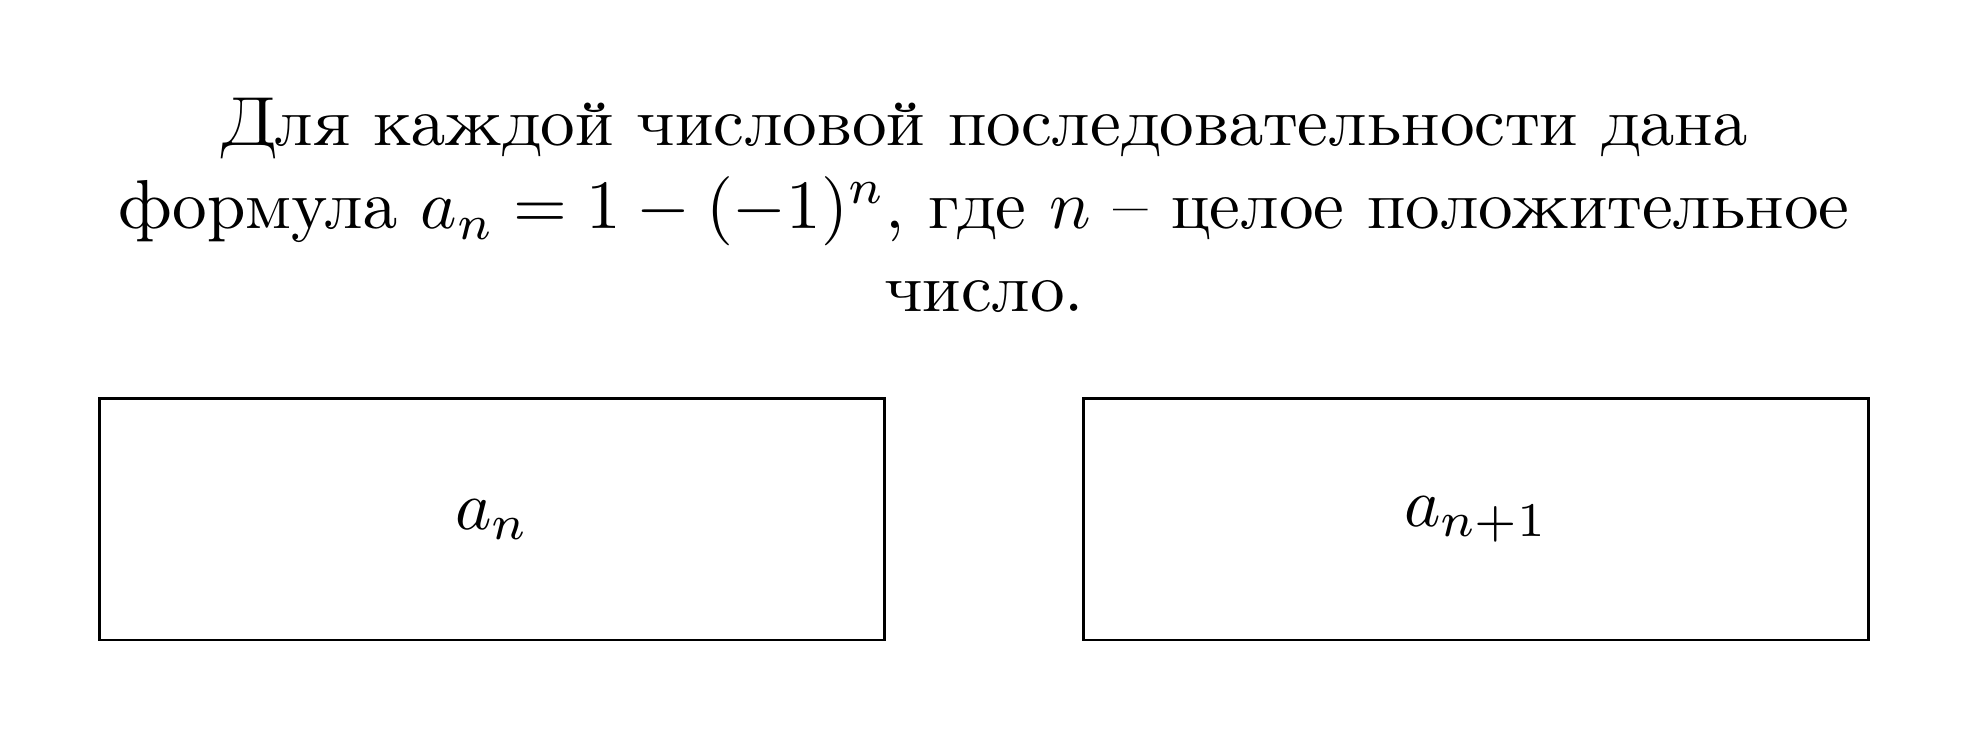 Для каждой числовой последовательности дана
формула $a_n = 1 - (-1)^n$, где $n$ – целое положительное
число.
$a_n$
$a_{n+1}$